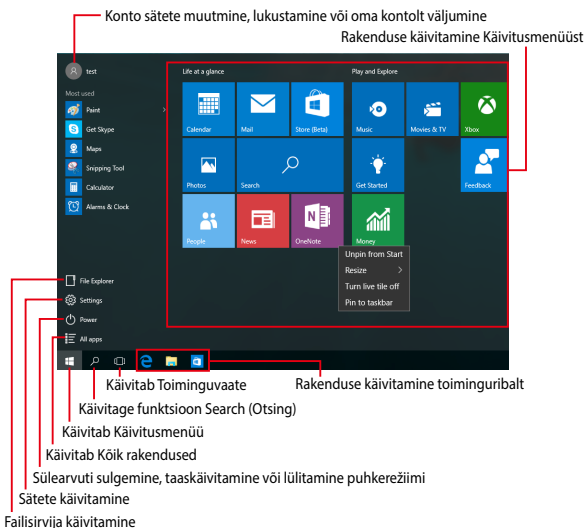 Konto sätete muutmine, lukustamine või oma kontolt väljumine
Rakenduse käivitamine Käivitusmenüüst
test
Life at a glance
Play and Explore
Most used
Paint
Get Skype
Maps
Snipping Tool
Calculator
Alarms & Clock
Calendar
Mail
Store (Beta)
Music
Movies & TV
Xbox
Photos
Search
Get Started
Feedback
People
News
OneNote
Money
Unpin from Start
Resize
Turn live tile off
Pin to taskbar
File Explorer
Settings
Power
All apps
Käivitab Toiminguvaate
Rakenduse käivitamine toiminguribalt
Käivitage funktsioon Search (Otsing)
Käivitab Käivitusmenüü
Käivitab Kõik rakendused
Sülearvuti sulgemine, taaskäivitamine või lülitamine puhkerežiimi
Sätete käivitamine
Failisirvija käivitamine